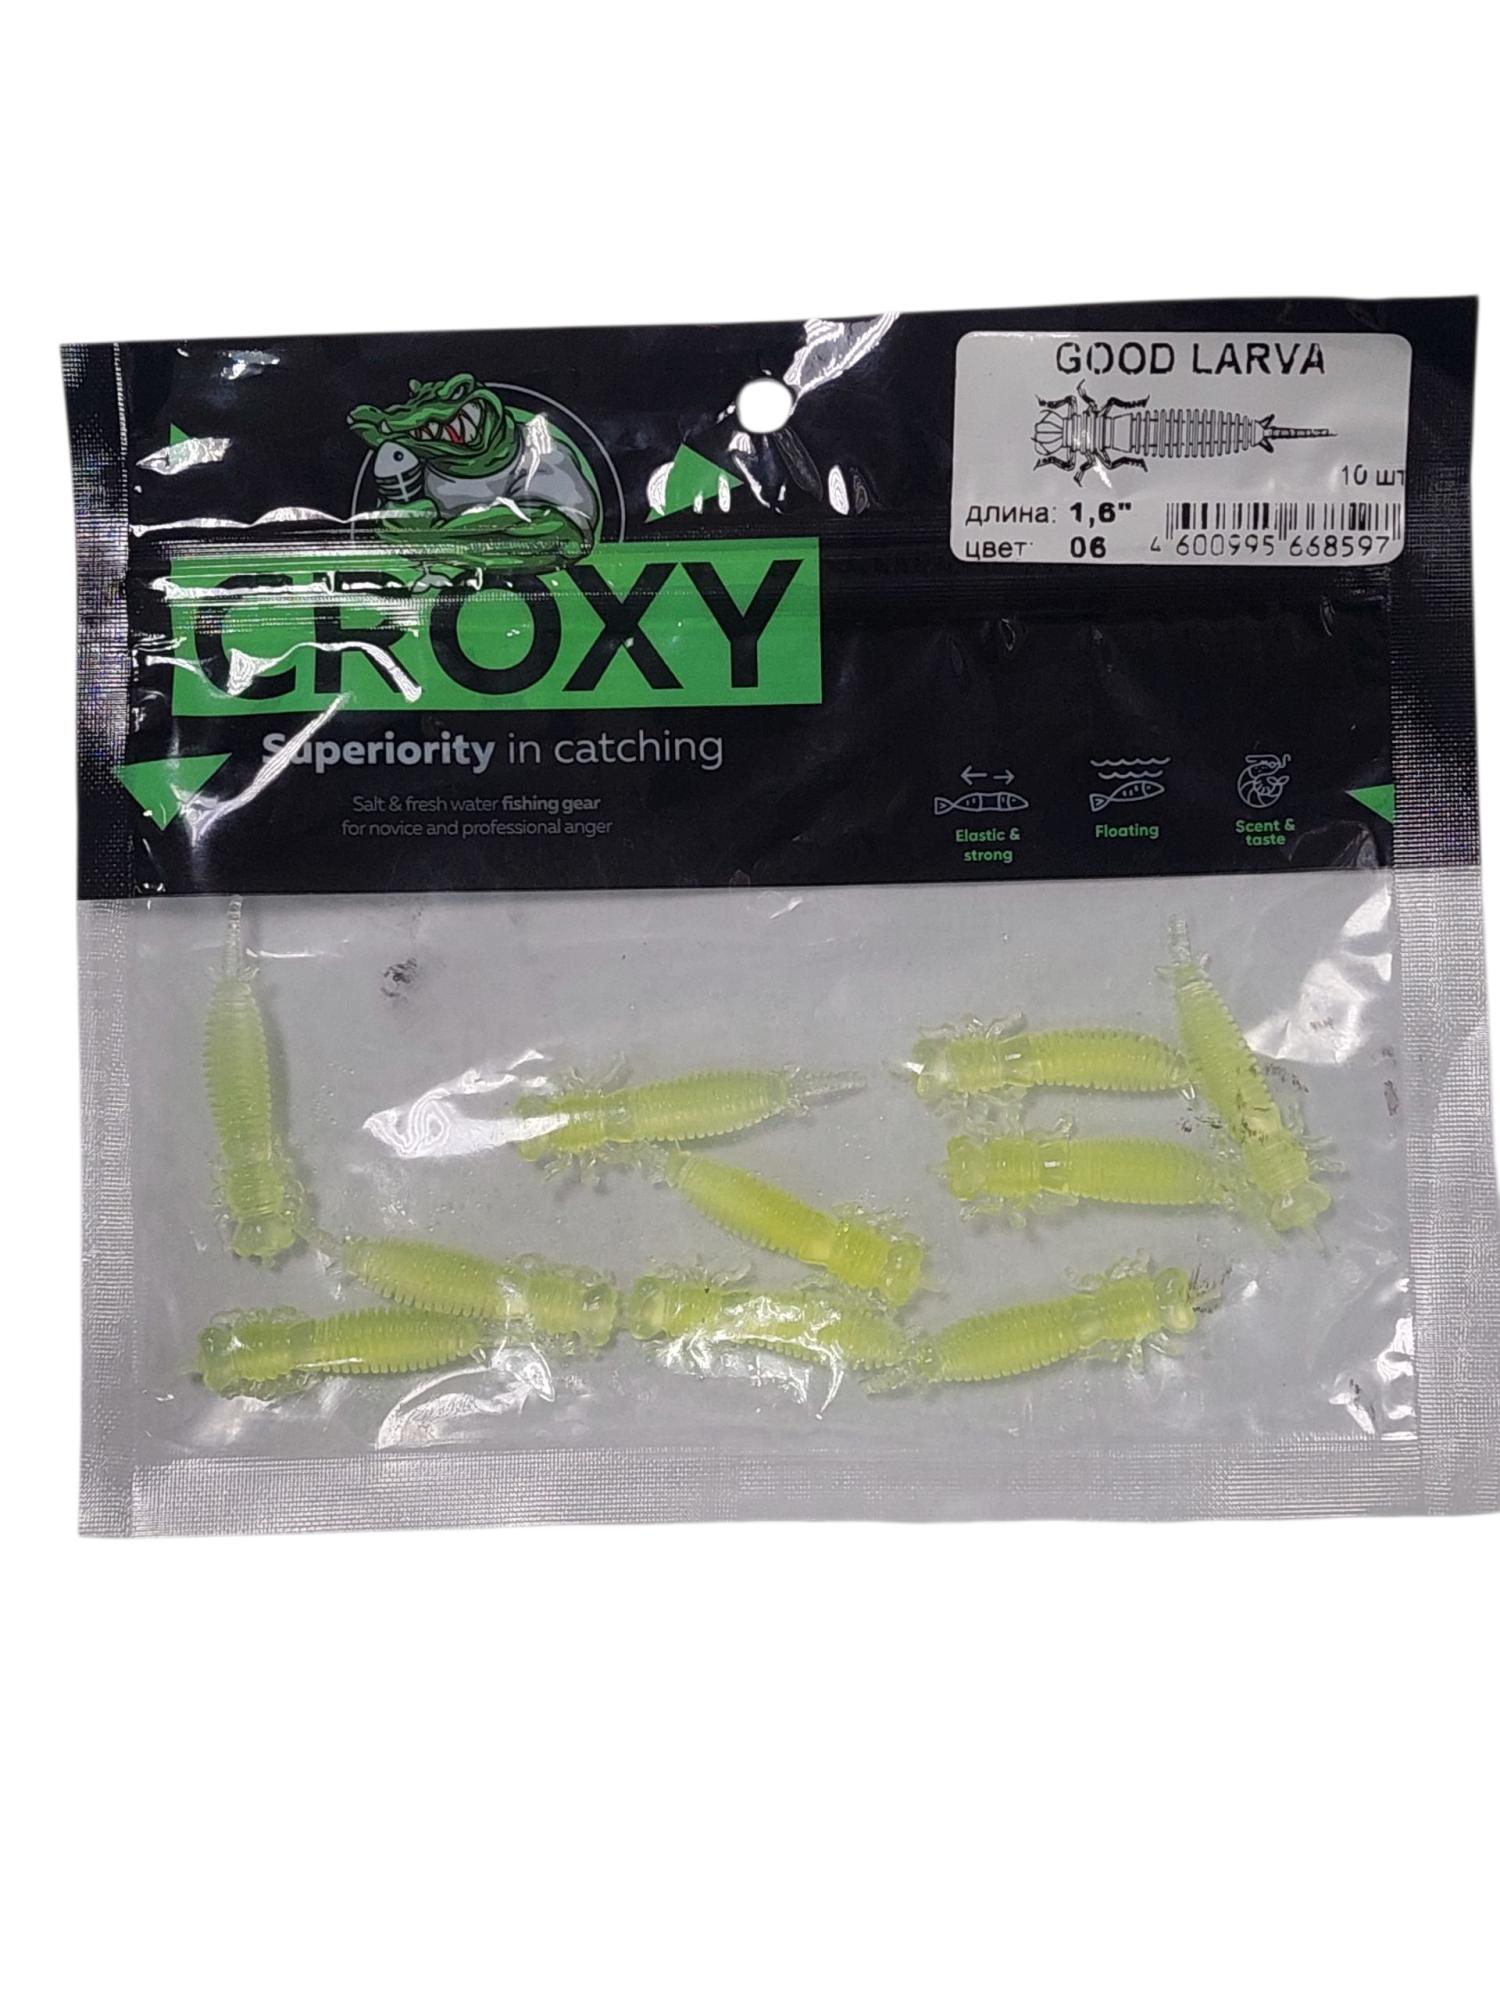 GOOD LARVA
10 шт
длина: 1,6"
цвет: 06
4 600995 668597
CROXY
Superiority in catching
Salt & fresh water fishing gear
for novice and professional anger
Elastic &
strong
Floating
Scent &
taste